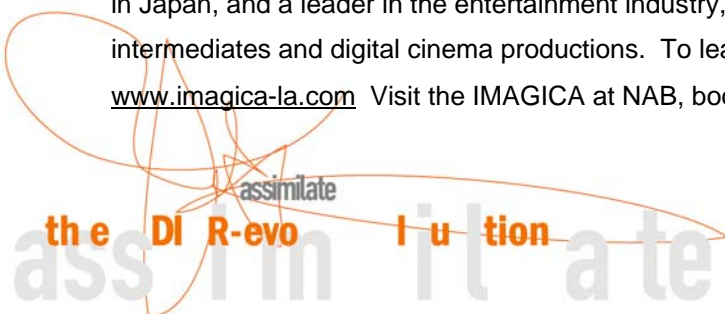 in Japan, and a leader in the entertainment industry,
intermediates and digital cinema productions. To lea
www.imagica-la.com Visit the IMAGICA at NAB, boo
assimilate
the DI R-evo l u tion
ass i m i l a te